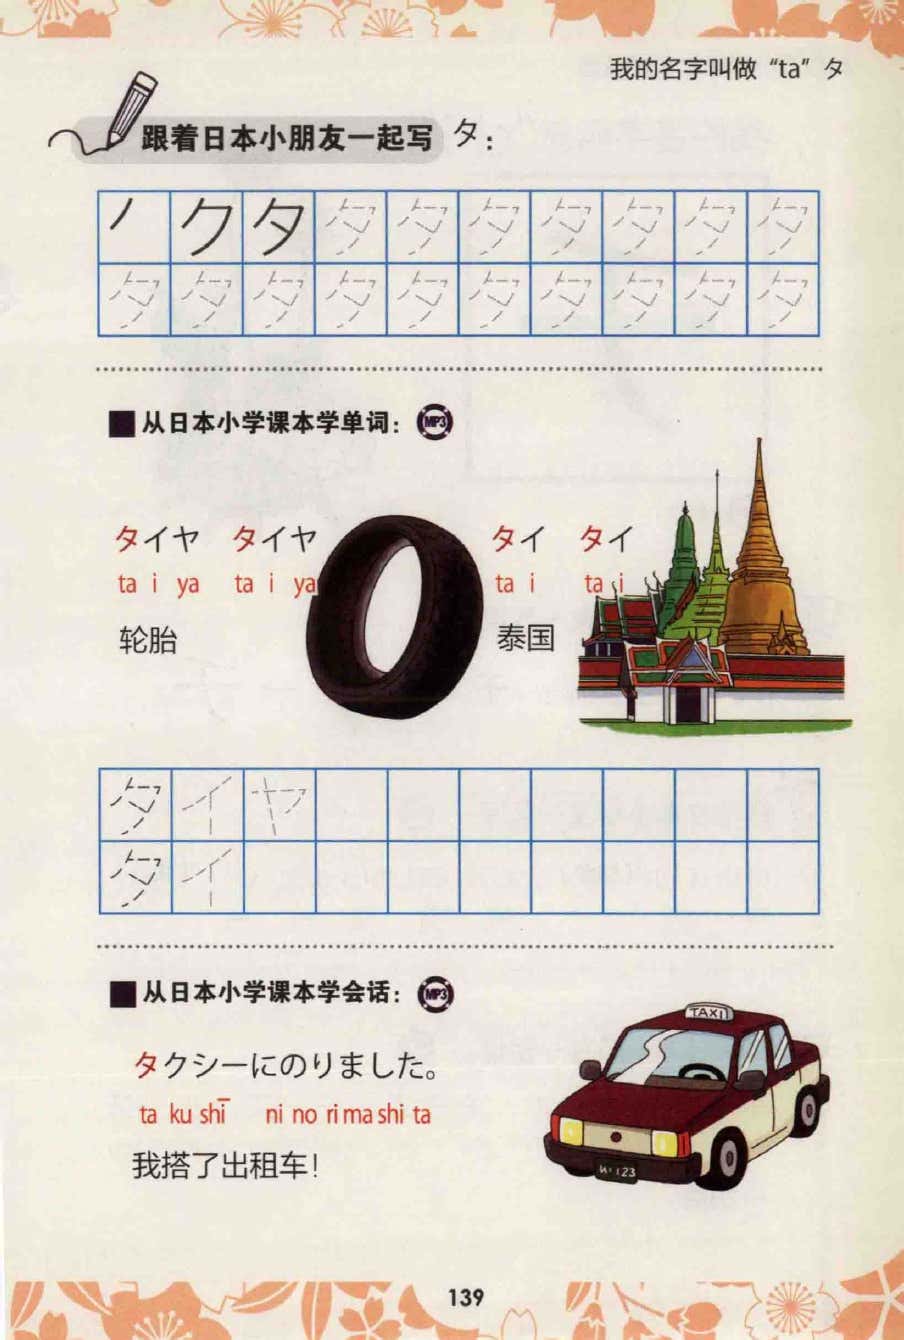 我的名字叫做“ta”タ
跟着日本小朋友一起写 タ：
ノ ク タ タ タ タ タ タ タ タ
タ タ タ タ タ タ タ タ タ タ
从日本小学课本学单词： MP3
タイヤ タイヤ タイ タイ
ta i ya ta i ya ta i ta i
轮胎 泰国
タ イ ヤ
タ イ
从日本小学课本学会话： MP3
TAXI
タクシーにのりました。
ta ku shī ni no ri ma shi ta
我搭了出租车！
139